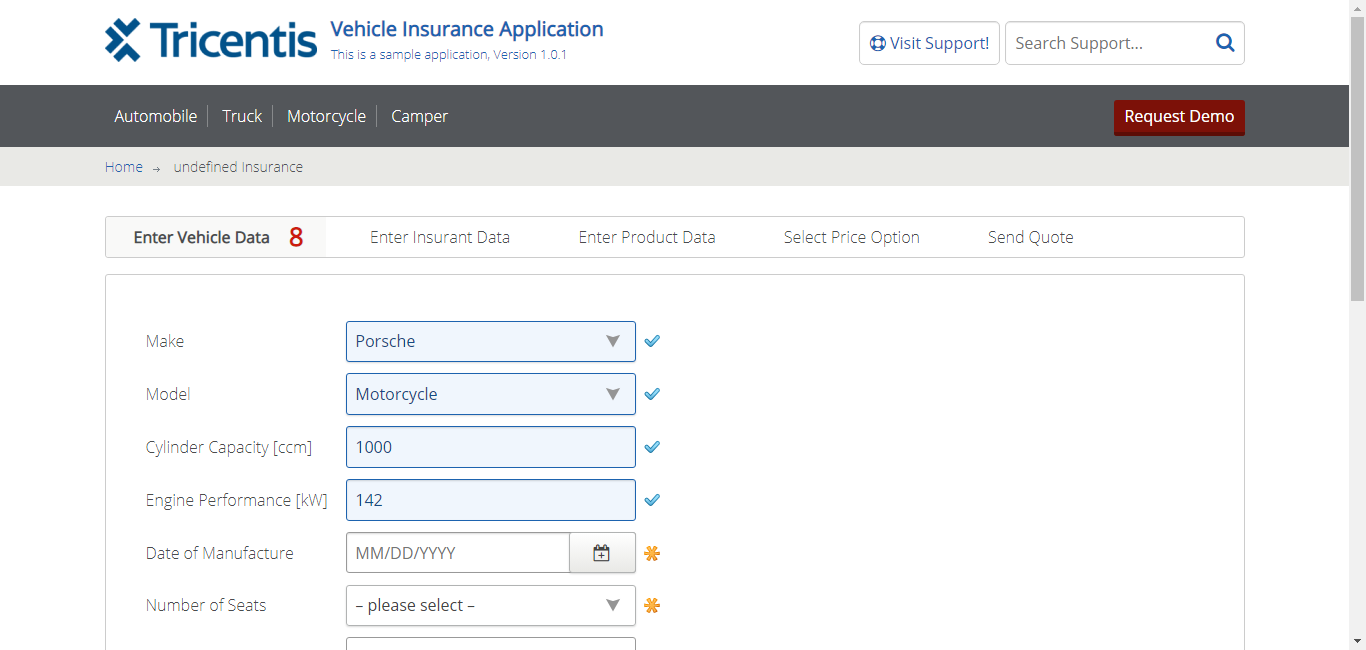 Tricentis
Vehicle Insurance Application
This is a sample application, Version 1.0.1
Visit Support!
Search Support...
Automobile
Truck
Motorcycle
Camper
Request Demo
Home → undefined Insurance
Enter Vehicle Data 8
Enter Insurant Data
Enter Product Data
Select Price Option
Send Quote
Make
Porsche
Model
Motorcycle
Cylinder Capacity [ccm]
1000
Engine Performance [kW]
142
Date of Manufacture
MM/DD/YYYY
Number of Seats
– please select –